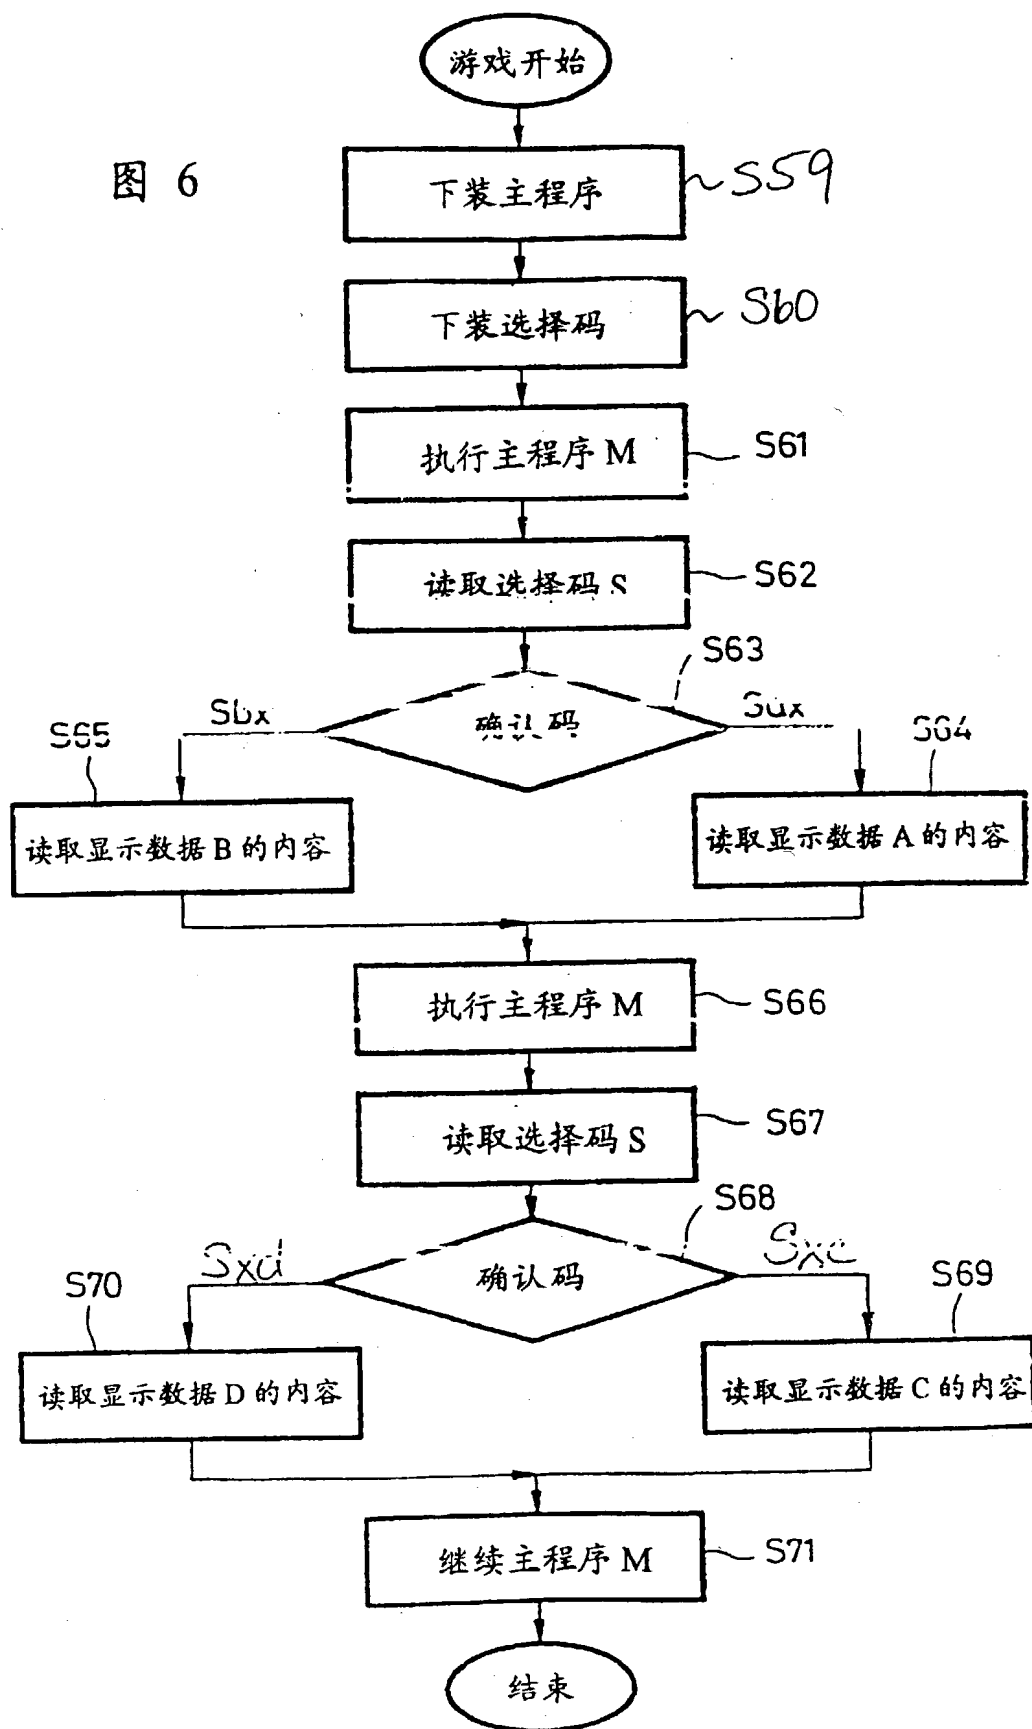 游戏开始
图 6
下装主程序
S59
下装选择码
S60
执行主程序 M
S61
读取选择码 S
S62
S63
确认码
Sbx
Sax
S65
S64
读取显示数据 B 的内容
读取显示数据 A 的内容
执行主程序 M
S66
读取选择码 S
S67
S68
确认码
Sxd
Sxc
S70
S69
读取显示数据 D 的内容
读取显示数据 C 的内容
继续主程序 M
S71
结束